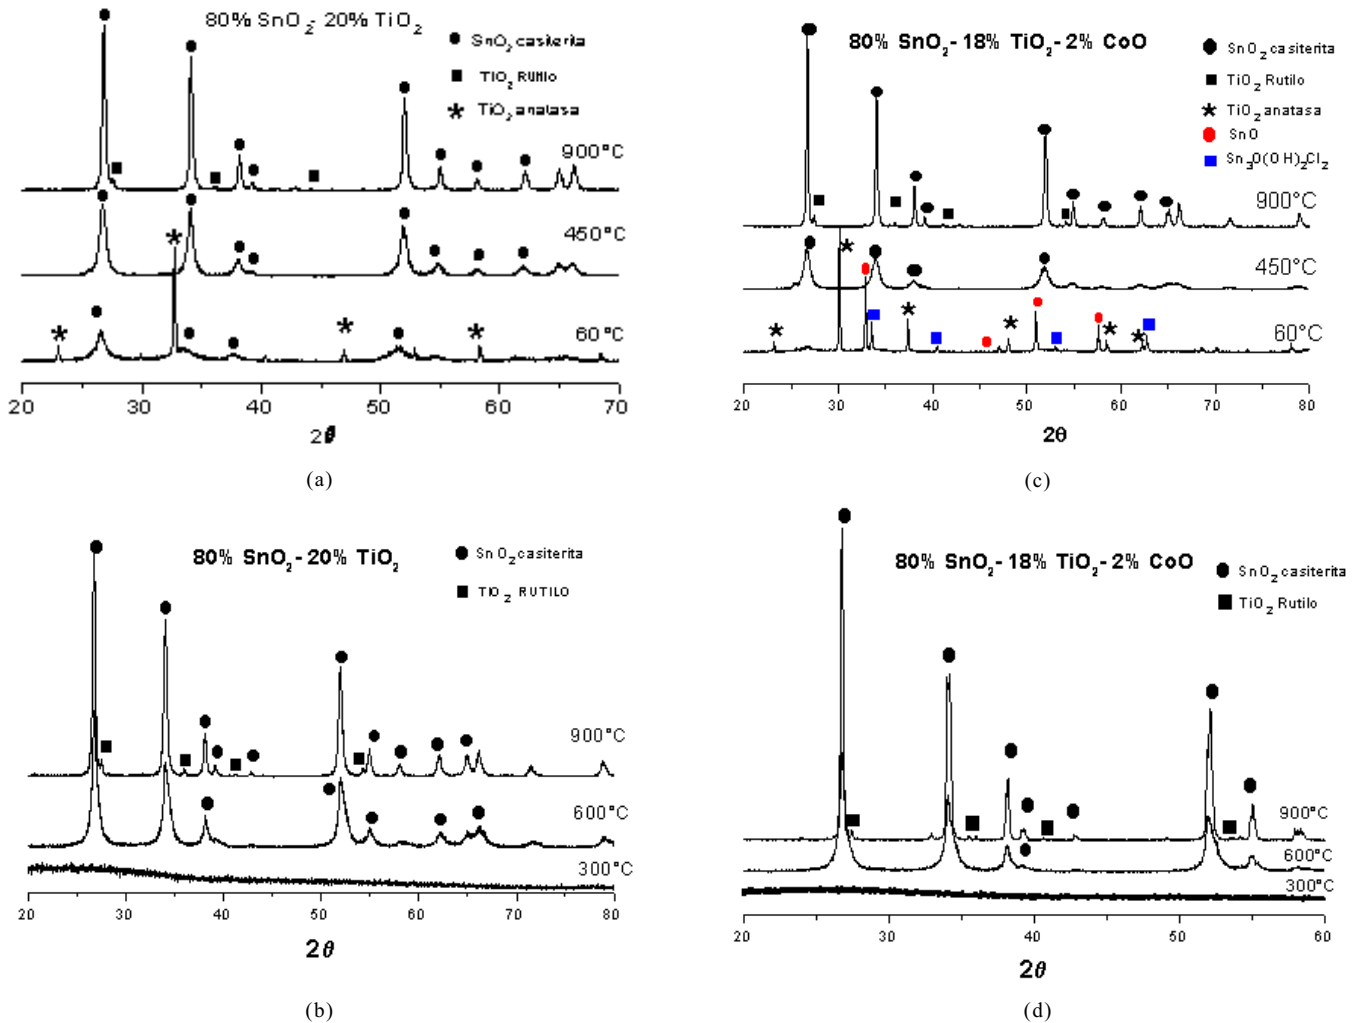 80% SnO₂- 20% TiO₂
SnO₂ casiterita
TiO₂ Rutilo
TiO₂ anatasa
900°C
450°C
60°C
20 30 40 50 60 70
2θ
(a)
80% SnO₂- 18% TiO₂- 2% CoO
SnO₂ casiterita
TiO₂ Rutilo
TiO₂ anatasa
SnO
Sn₃O(OH)₂Cl₂
900°C
450°C
60°C
20 30 40 50 60 70 80
2θ
(c)
80% SnO₂- 20% TiO₂
SnO₂ casiterita
TiO₂ RUTILO
900°C
600°C
300°C
20 30 40 50 60 70 80
2θ
(b)
80% SnO₂- 18% TiO₂- 2% CoO
SnO₂ casiterita
TiO₂ Rutilo
900°C
600°C
300°C
20 30 40 50 60
2θ
(d)